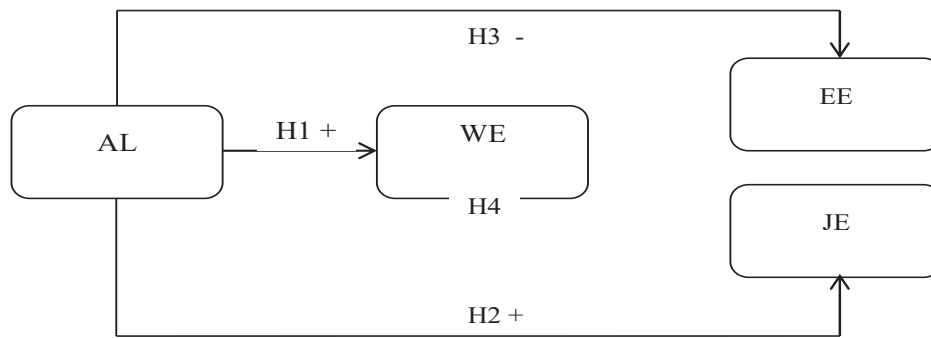 H3 -
EE
AL
H1 +
WE
H4
JE
H2 +